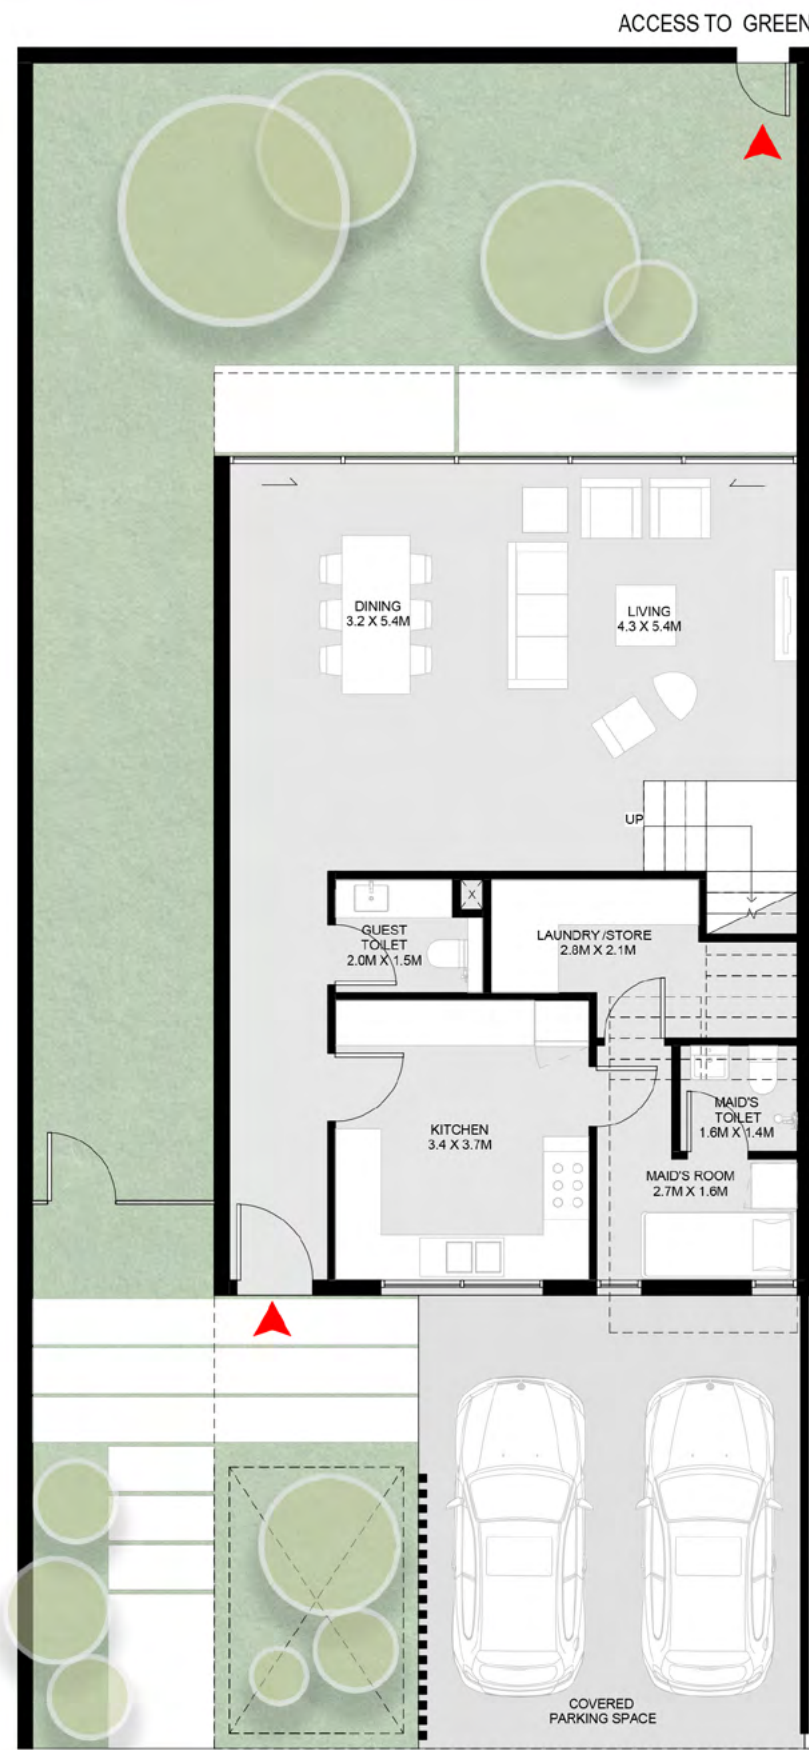 ACCESS TO GREEN
DINING
3.2 X 5.4M
LIVING
4.3 X 5.4M
UP
X
GUEST
TOILET
2.0M X 1.5M
LAUNDRY/STORE
2.8M X 2.1M
KITCHEN
3.4 X 3.7M
MAID'S
TOILET
1.6M X 1.4M
MAID'S ROOM
2.7M X 1.6M
COVERED
PARKING SPACE